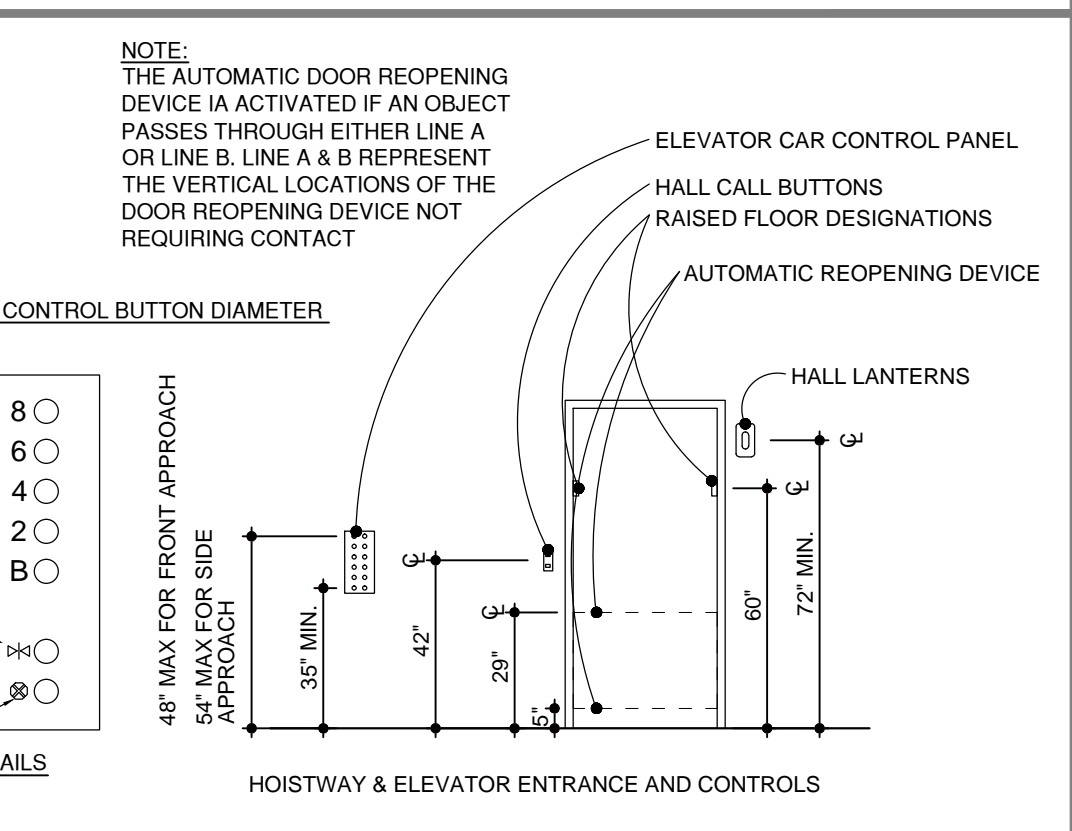 NOTE:
THE AUTOMATIC DOOR REOPENING
DEVICE IA ACTIVATED IF AN OBJECT
PASSES THROUGH EITHER LINE A
OR LINE B. LINE A & B REPRESENT
THE VERTICAL LOCATIONS OF THE
DOOR REOPENING DEVICE NOT
REQUIRING CONTACT
ELEVATOR CAR CONTROL PANEL
HALL CALL BUTTONS
RAISED FLOOR DESIGNATIONS
AUTOMATIC REOPENING DEVICE
HALL LANTERNS
CONTROL BUTTON DIAMETER
8
6
4
2
B
AILS
48" MAX FOR FRONT APPROACH
54" MAX FOR SIDE
APPROACH
35" MIN.
42"
29"
5"
60"
72" MIN.
CL
CL
CL
CL
HOISTWAY & ELEVATOR ENTRANCE AND CONTROLS